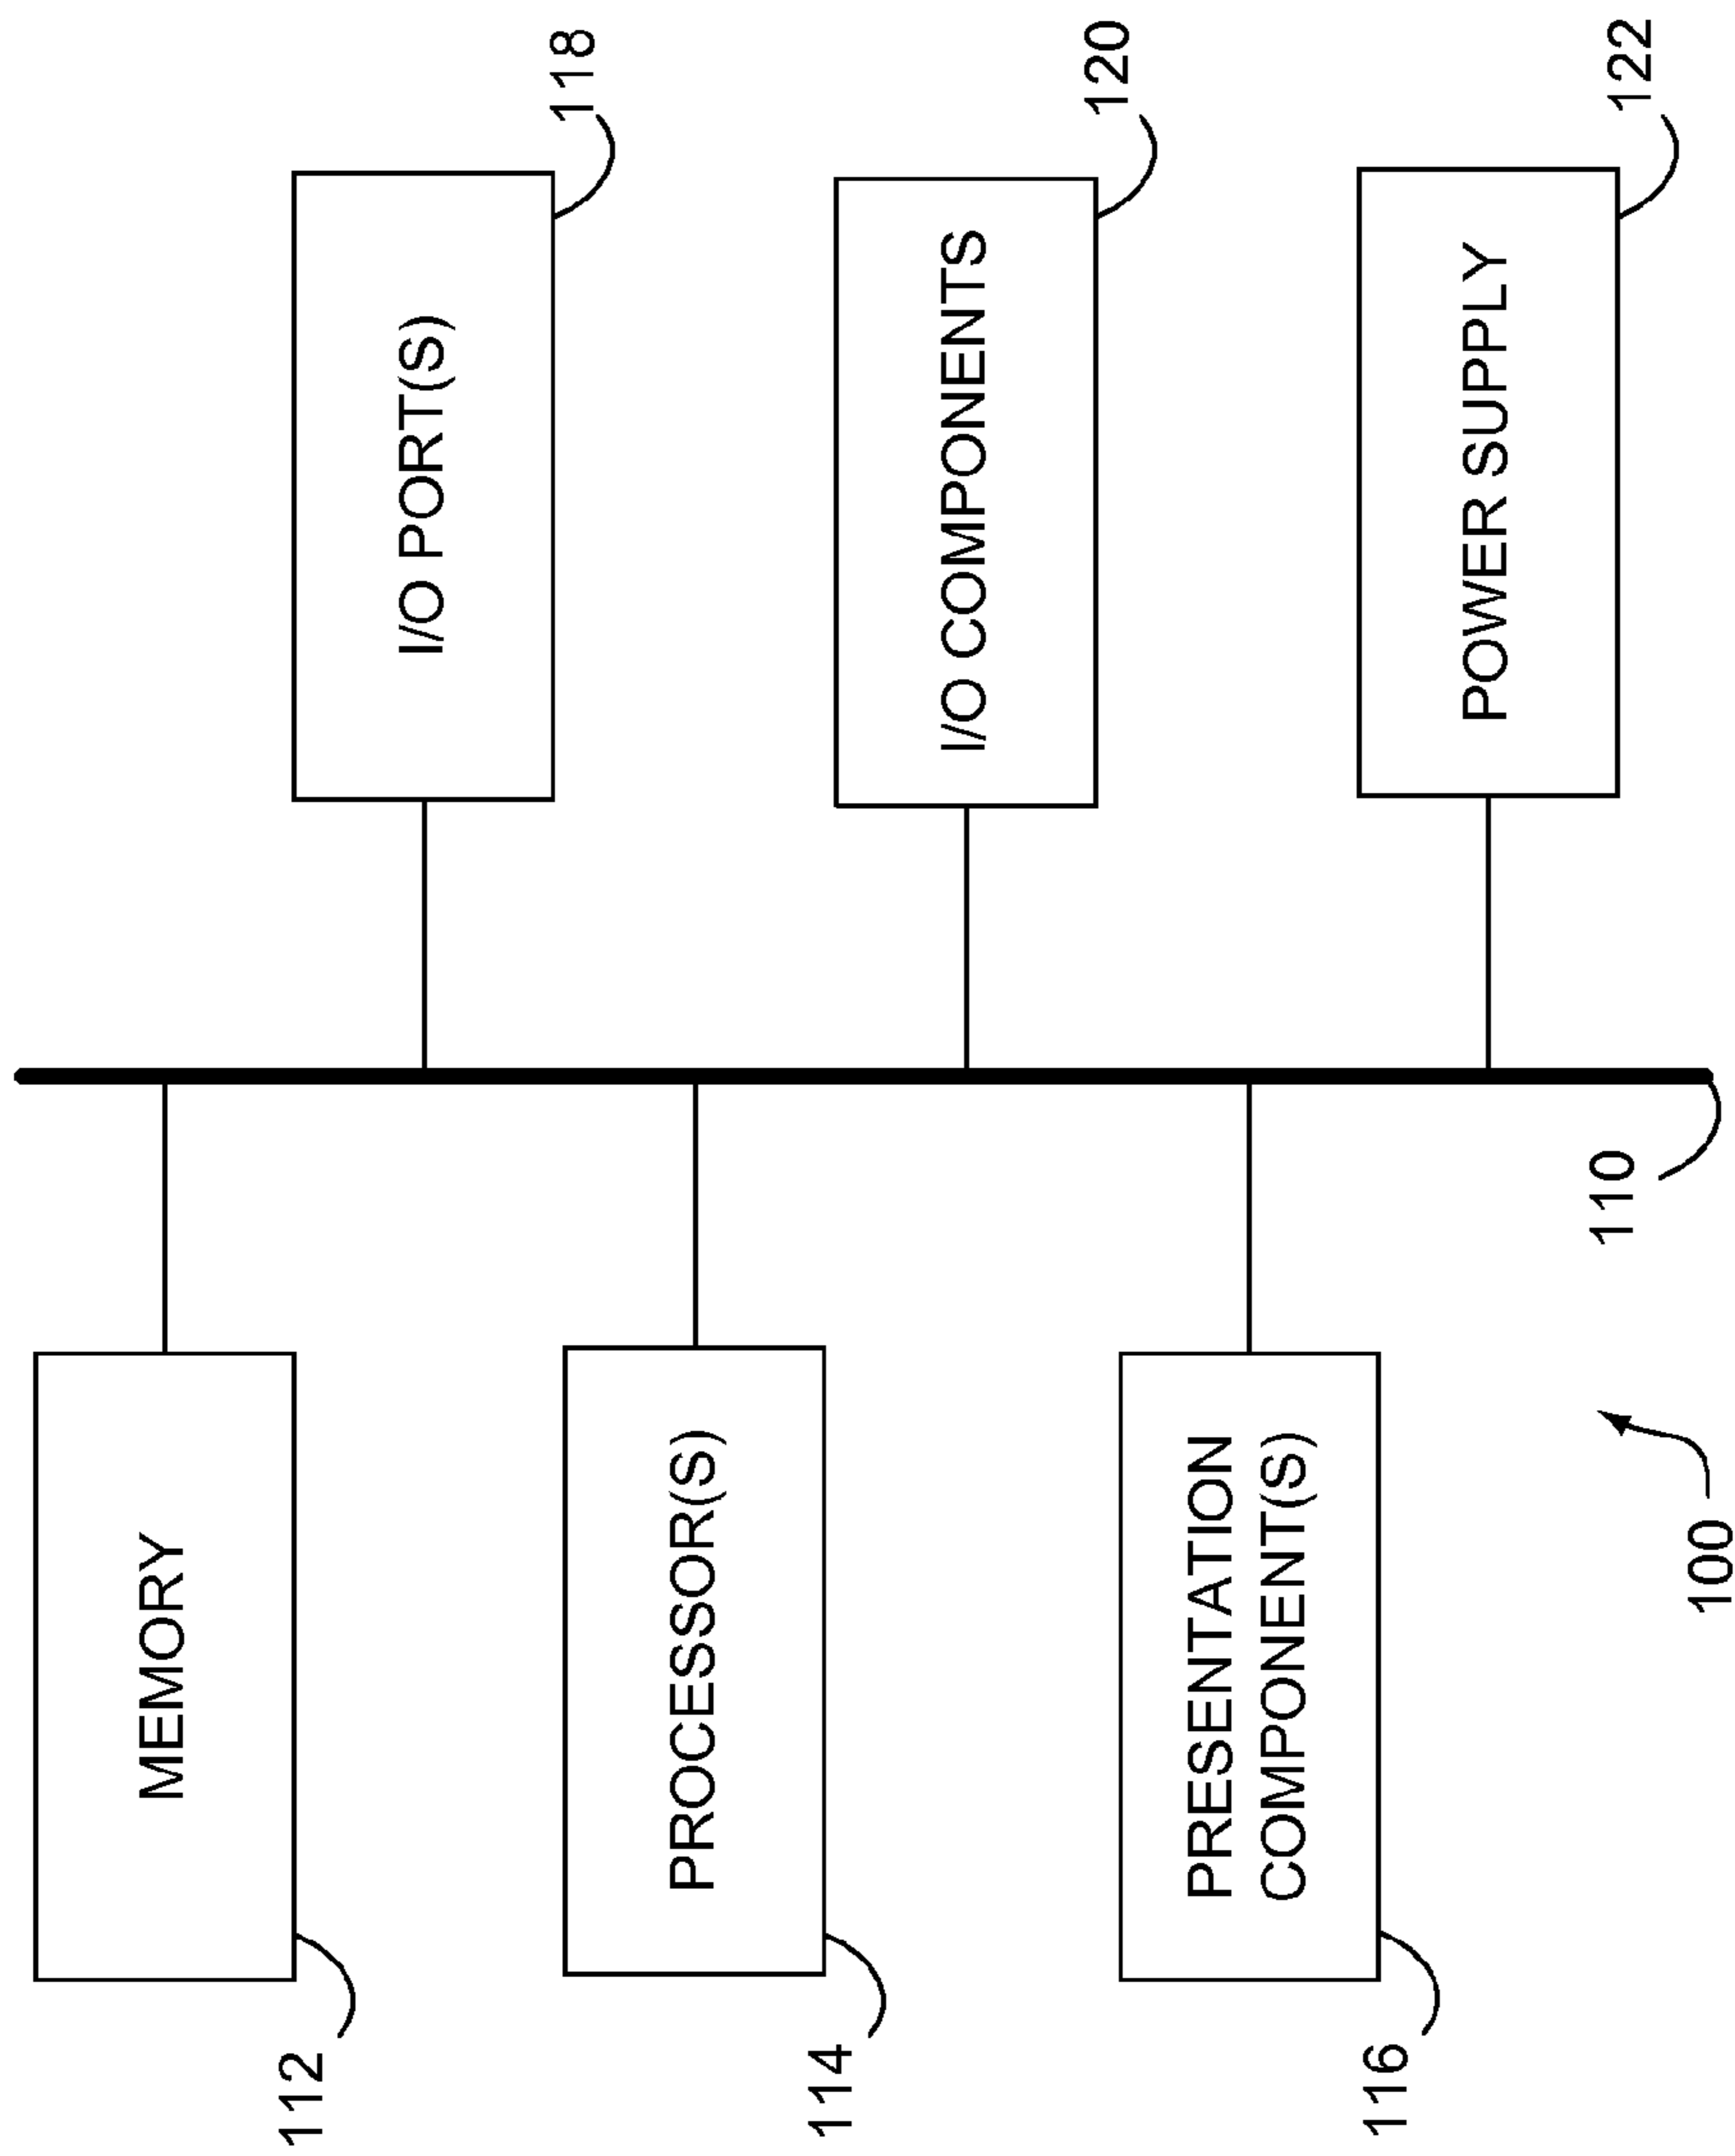 MEMORY
112
I/O PORT(S)
118
PROCESSOR(S)
114
I/O COMPONENTS
120
PRESENTATION
COMPONENT(S)
116
POWER SUPPLY
122
110
100